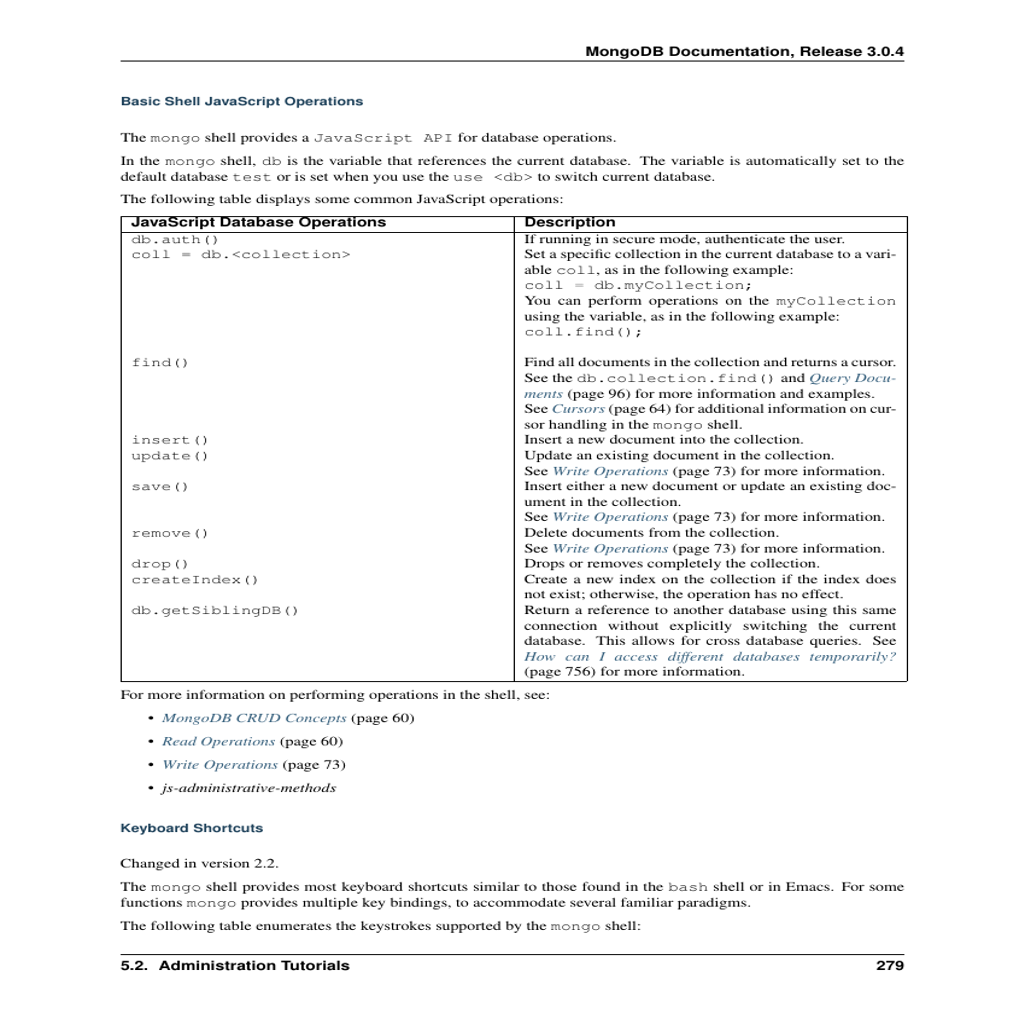 MongoDB Documentation, Release 3.0.4
Basic Shell JavaScript Operations
The mongo shell provides a JavaScript API for database operations.
In the mongo shell, db is the variable that references the current database. The variable is automatically set to the
default database test or is set when you use the use <db> to switch current database.
The following table displays some common JavaScript operations:
JavaScript Database Operations Description
db.auth() If running in secure mode, authenticate the user.
coll = db.<collection> Set a specific collection in the current database to a vari-
able coll, as in the following example:
coll = db.myCollection;
You can perform operations on the myCollection
using the variable, as in the following example:
coll.find();
find() Find all documents in the collection and returns a cursor.
See the db.collection.find() and Query Docu-
ments (page 96) for more information and examples.
See Cursors (page 64) for additional information on cur-
sor handling in the mongo shell.
insert() Insert a new document into the collection.
update() Update an existing document in the collection.
See Write Operations (page 73) for more information.
save() Insert either a new document or update an existing doc-
ument in the collection.
See Write Operations (page 73) for more information.
remove() Delete documents from the collection.
See Write Operations (page 73) for more information.
drop() Drops or removes completely the collection.
createIndex() Create a new index on the collection if the index does
not exist; otherwise, the operation has no effect.
db.getSiblingDB() Return a reference to another database using this same
connection without explicitly switching the current
database. This allows for cross database queries. See
How can I access different databases temporarily?
(page 756) for more information.
For more information on performing operations in the shell, see:
• MongoDB CRUD Concepts (page 60)
• Read Operations (page 60)
• Write Operations (page 73)
• js-administrative-methods
Keyboard Shortcuts
Changed in version 2.2.
The mongo shell provides most keyboard shortcuts similar to those found in the bash shell or in Emacs. For some
functions mongo provides multiple key bindings, to accommodate several familiar paradigms.
The following table enumerates the keystrokes supported by the mongo shell:
5.2. Administration Tutorials 279